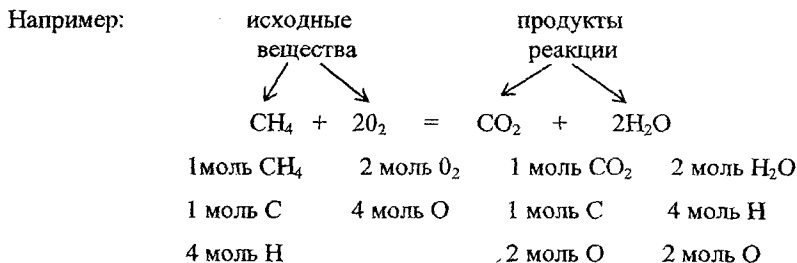 Например: исходные продукты
вещества реакции
CH₄ + 20₂ = CO₂ + 2H₂O
1моль CH₄ 2 моль 0₂ 1 моль CO₂ 2 моль H₂O
1 моль C 4 моль O 1 моль C 4 моль H
4 моль H 2 моль O 2 моль O